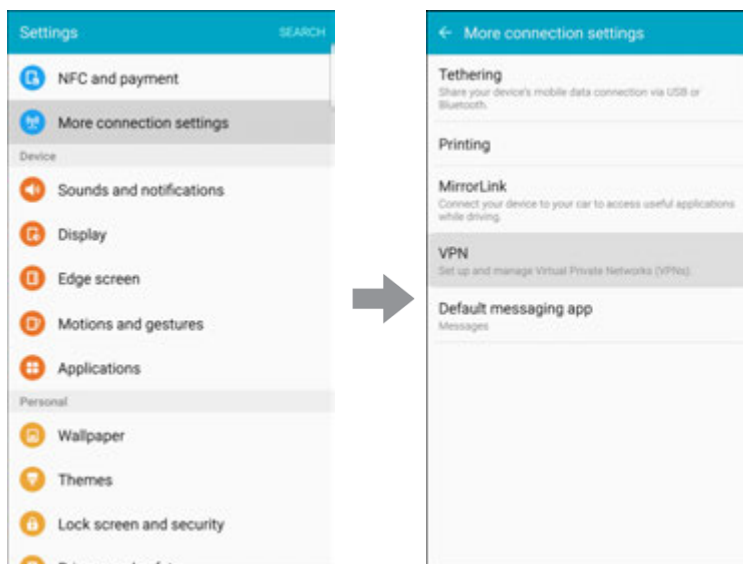 Settings
SEARCH
NFC and payment
More connection settings
Device
Sounds and notifications
Display
Edge screen
Motions and gestures
Applications
Personal
Wallpaper
Themes
Lock screen and security
More connection settings
Tethering
Share your device's mobile data connection via USB or
Bluetooth.
Printing
MirrorLink
Connect your device to your car to access useful applications
while driving.
VPN
Set up and manage Virtual Private Networks (VPNs).
Default messaging app
Messages